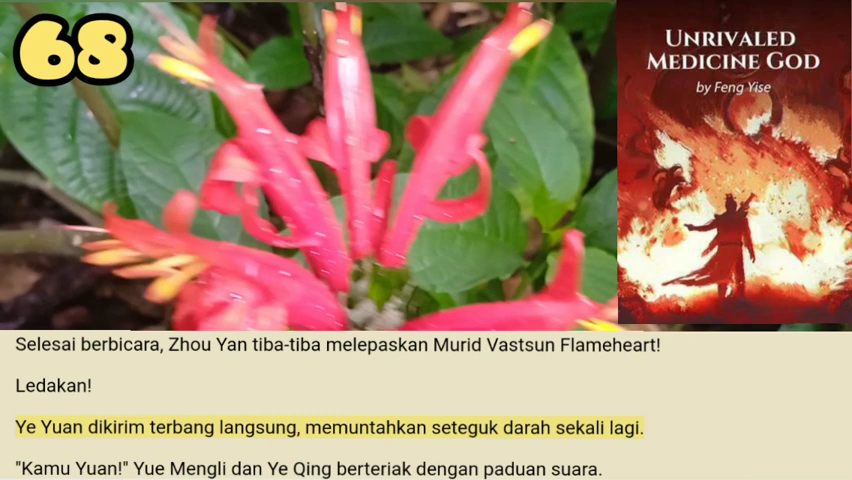 68
UNRIVALED
MEDICINE GOD
by Feng Yise
Selesai berbicara, Zhou Yan tiba-tiba melepaskan Murid Vastsun Flameheart!
Ledakan!
Ye Yuan dikirim terbang langsung, memuntahkan seteguk darah sekali lagi.
"Kamu Yuan!" Yue Mengli dan Ye Qing berteriak dengan paduan suara.